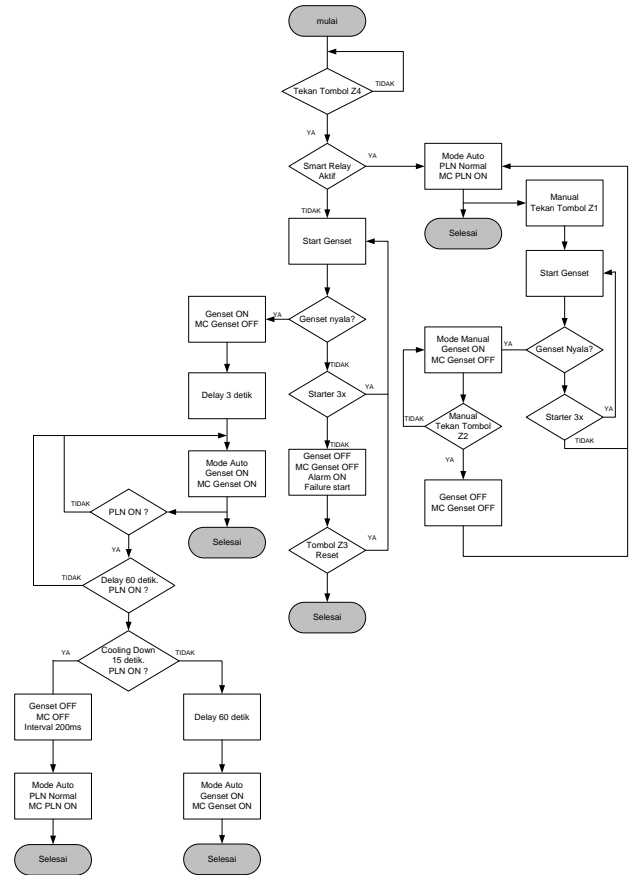 mulai
Tekan Tombol Z4
TIDAK
YA
Smart Relay
Aktif
YA
TIDAK
Mode Auto
PLN Normal
MC PLN ON
Manual
Tekan Tombol Z1
Selesai
Start Genset
Start Genset
Genset nyala?
YA
TIDAK
Genset ON
MC Genset OFF
Delay 3 detik
Mode Auto
Genset ON
MC Genset ON
Selesai
Starter 3x
YA
TIDAK
Genset OFF
MC Genset OFF
Alarm ON
Failure start
Tombol Z3
Reset
YA
Selesai
Genset Nyala?
YA
Mode Manual
Genset ON
MC Genset OFF
Starter 3x
YA
TIDAK
Manual
Tekan Tombol
Z2
TIDAK
YA
Genset OFF
MC Genset OFF
PLN ON ?
TIDAK
YA
Delay 60 detik.
PLN ON ?
TIDAK
Cooling Down
15 detik.
PLN ON ?
YA
TIDAK
Genset OFF
MC OFF
Interval 200ms
Delay 60 detik
Mode Auto
PLN Normal
MC PLN ON
Mode Auto
Genset ON
MC Genset ON
Selesai
Selesai